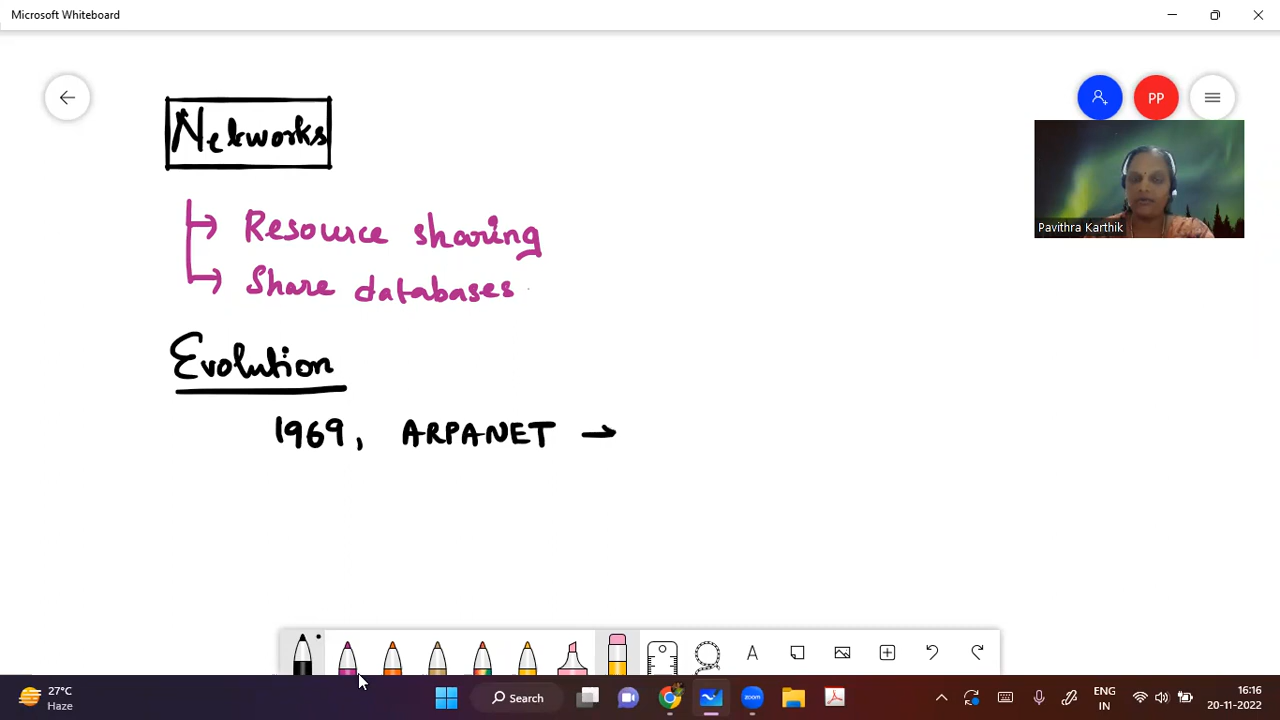 Microsoft Whiteboard
Networks
PP
Resource sharing
Pavithra Karthik
Share databases
Evolution
1969, ARPANET →
A
27°C
Haze
Search
zoom
ENG
IN
16:16
20-11-2022